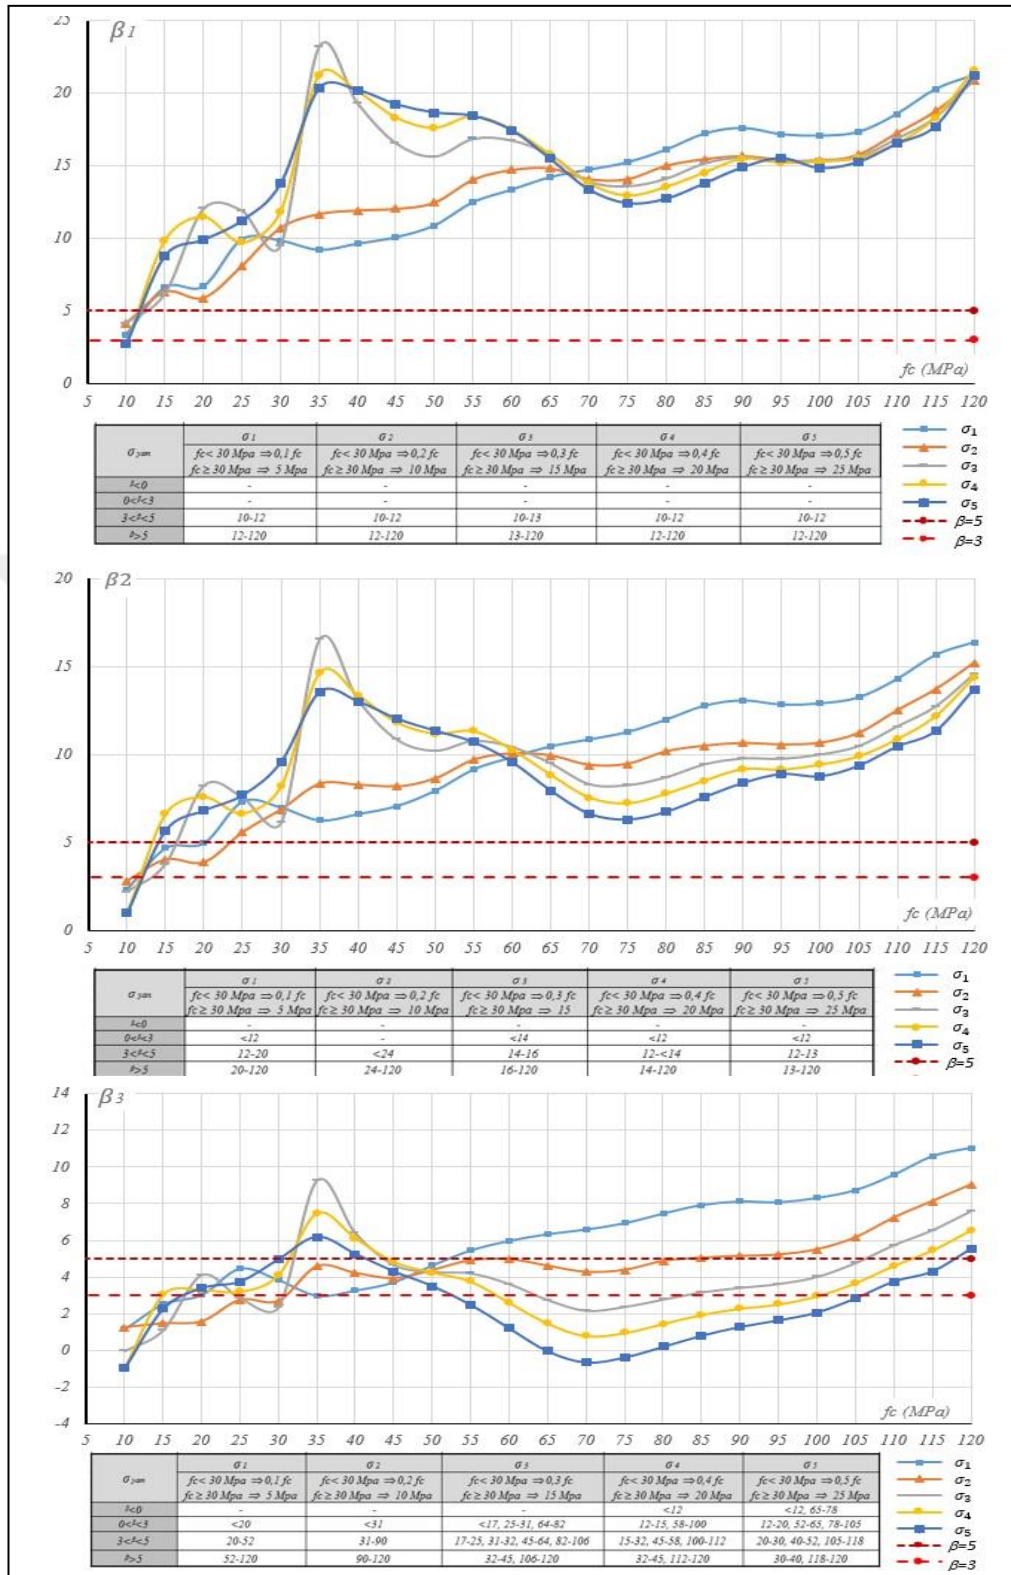 β1
25
20
15
10
5
0
fc (MPa)
5 10 15 20 25 30 35 40 45 50 55 60 65 70 75 80 85 90 95 100 105 110 115 120
σ yan σ 1 σ 2 σ 3 σ 4 σ 5
fc< 30 Mpa ⇒ 0,1 fc fc< 30 Mpa ⇒ 0,2 fc fc< 30 Mpa ⇒ 0,3 fc fc< 30 Mpa ⇒ 0,4 fc fc< 30 Mpa ⇒ 0,5 fc
fc ≥ 30 Mpa ⇒ 5 Mpa fc ≥ 30 Mpa ⇒ 10 Mpa fc ≥ 30 Mpa ⇒ 15 Mpa fc ≥ 30 Mpa ⇒ 20 Mpa fc ≥ 30 Mpa ⇒ 25 Mpa
β<0 - - - - -
0<β<3 - - - - -
3<β<5 10-12 10-12 10-13 10-12 10-12
β>5 12-120 12-120 13-120 12-120 12-120
σ1
σ2
σ3
σ4
σ5
β=5
β=3
β2
20
15
10
5
0
fc (MPa)
5 10 15 20 25 30 35 40 45 50 55 60 65 70 75 80 85 90 95 100 105 110 115 120
σ yan σ 1 σ 2 σ 3 σ 4 σ 5
fc< 30 Mpa ⇒ 0,1 fc fc< 30 Mpa ⇒ 0,2 fc fc< 30 Mpa ⇒ 0,3 fc fc< 30 Mpa ⇒ 0,4 fc fc< 30 Mpa ⇒ 0,5 fc
fc ≥ 30 Mpa ⇒ 5 Mpa fc ≥ 30 Mpa ⇒ 10 Mpa fc ≥ 30 Mpa ⇒ 15 fc ≥ 30 Mpa ⇒ 20 Mpa fc ≥ 30 Mpa ⇒ 25 Mpa
β<0 - - - - -
0<β<3 <12 - <14 <12 <12
3<β<5 12-20 <24 14-16 12-<14 12-13
β>5 20-120 24-120 16-120 14-120 13-120
σ1
σ2
σ3
σ4
σ5
β=5
β3
14
12
10
8
6
4
2
0
-2
-4
fc (MPa)
5 10 15 20 25 30 35 40 45 50 55 60 65 70 75 80 85 90 95 100 105 110 115 120
σ yan σ 1 σ 2 σ 3 σ 4 σ 5
fc< 30 Mpa ⇒ 0,1 fc fc< 30 Mpa ⇒ 0,2 fc fc< 30 Mpa ⇒ 0,3 fc fc< 30 Mpa ⇒ 0,4 fc fc< 30 Mpa ⇒ 0,5 fc
fc ≥ 30 Mpa ⇒ 5 Mpa fc ≥ 30 Mpa ⇒ 10 Mpa fc ≥ 30 Mpa ⇒ 15 Mpa fc ≥ 30 Mpa ⇒ 20 Mpa fc ≥ 30 Mpa ⇒ 25 Mpa
β<0 - - - <12 <12, 65-78
0<β<3 <20 <31 <17, 25-31, 64-82 12-15, 58-100 12-20, 52-65, 78-105
3<β<5 20-52 31-90 17-25, 31-32, 45-64, 82-106 15-32, 45-58, 100-112 20-30, 40-52, 105-118
β>5 52-120 90-120 32-45, 106-120 32-45, 112-120 30-40, 118-120
σ1
σ2
σ3
σ4
σ5
β=5
β=3